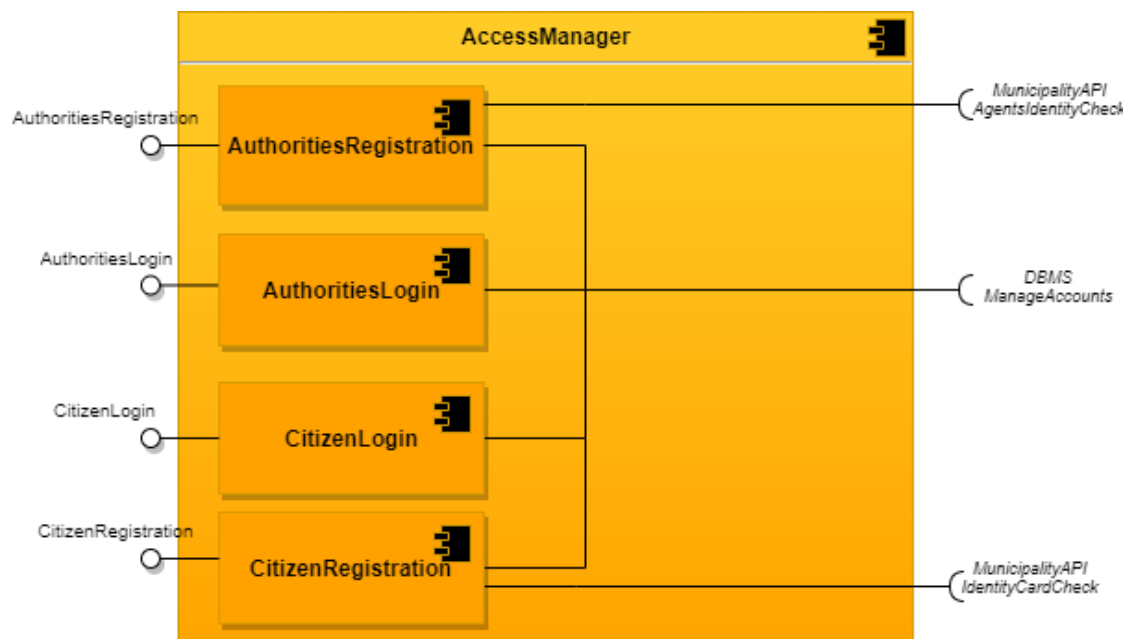 AccessManager
AuthoritiesRegistration
AuthoritiesRegistration
MunicipalityAPI
AgentsIdentityCheck
AuthoritiesLogin
AuthoritiesLogin
DBMS
ManageAccounts
CitizenLogin
CitizenLogin
CitizenRegistration
CitizenRegistration
MunicipalityAPI
IdentityCardCheck